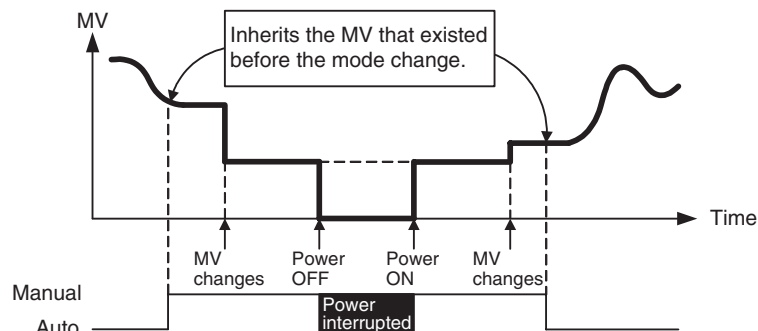 MV
Inherits the MV that existed
before the mode change.
Time
MV
changes
Power
OFF
Power
ON
MV
changes
Manual
Power
interrupted
Auto